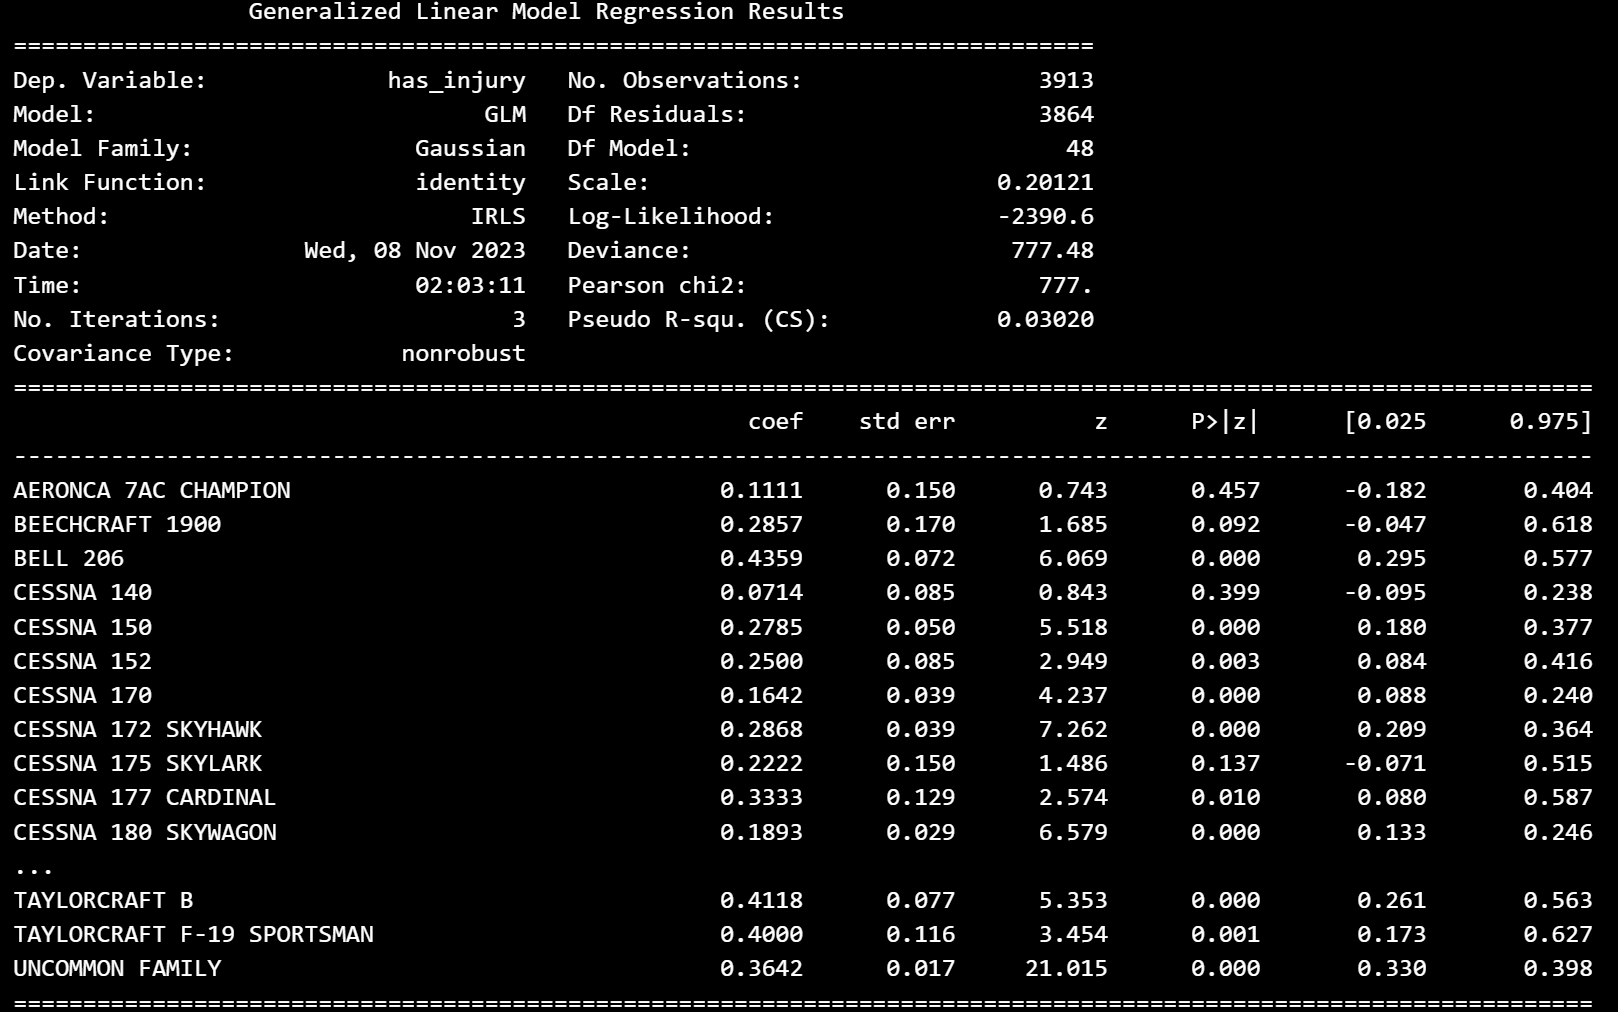 Generalized Linear Model Regression Results
==============================================================================
Dep. Variable: has_injury No. Observations: 3913
Model: GLM Df Residuals: 3864
Model Family: Gaussian Df Model: 48
Link Function: identity Scale: 0.20121
Method: IRLS Log-Likelihood: -2390.6
Date: Wed, 08 Nov 2023 Deviance: 777.48
Time: 02:03:11 Pearson chi2: 777.
No. Iterations: 3 Pseudo R-squ. (CS): 0.03020
Covariance Type: nonrobust
==================================================================================================================
coef std err z P>|z| [0.025 0.975]
------------------------------------------------------------------------------------------------------------------
AERONCA 7AC CHAMPION 0.1111 0.150 0.743 0.457 -0.182 0.404
BEECHCRAFT 1900 0.2857 0.170 1.685 0.092 -0.047 0.618
BELL 206 0.4359 0.072 6.069 0.000 0.295 0.577
CESSNA 140 0.0714 0.085 0.843 0.399 -0.095 0.238
CESSNA 150 0.2785 0.050 5.518 0.000 0.180 0.377
CESSNA 152 0.2500 0.085 2.949 0.003 0.084 0.416
CESSNA 170 0.1642 0.039 4.237 0.000 0.088 0.240
CESSNA 172 SKYHAWK 0.2868 0.039 7.262 0.000 0.209 0.364
CESSNA 175 SKYLARK 0.2222 0.150 1.486 0.137 -0.071 0.515
CESSNA 177 CARDINAL 0.3333 0.129 2.574 0.010 0.080 0.587
CESSNA 180 SKYWAGON 0.1893 0.029 6.579 0.000 0.133 0.246
...
TAYLORCRAFT B 0.4118 0.077 5.353 0.000 0.261 0.563
TAYLORCRAFT F-19 SPORTSMAN 0.4000 0.116 3.454 0.001 0.173 0.627
UNCOMMON FAMILY 0.3642 0.017 21.015 0.000 0.330 0.398
==================================================================================================================